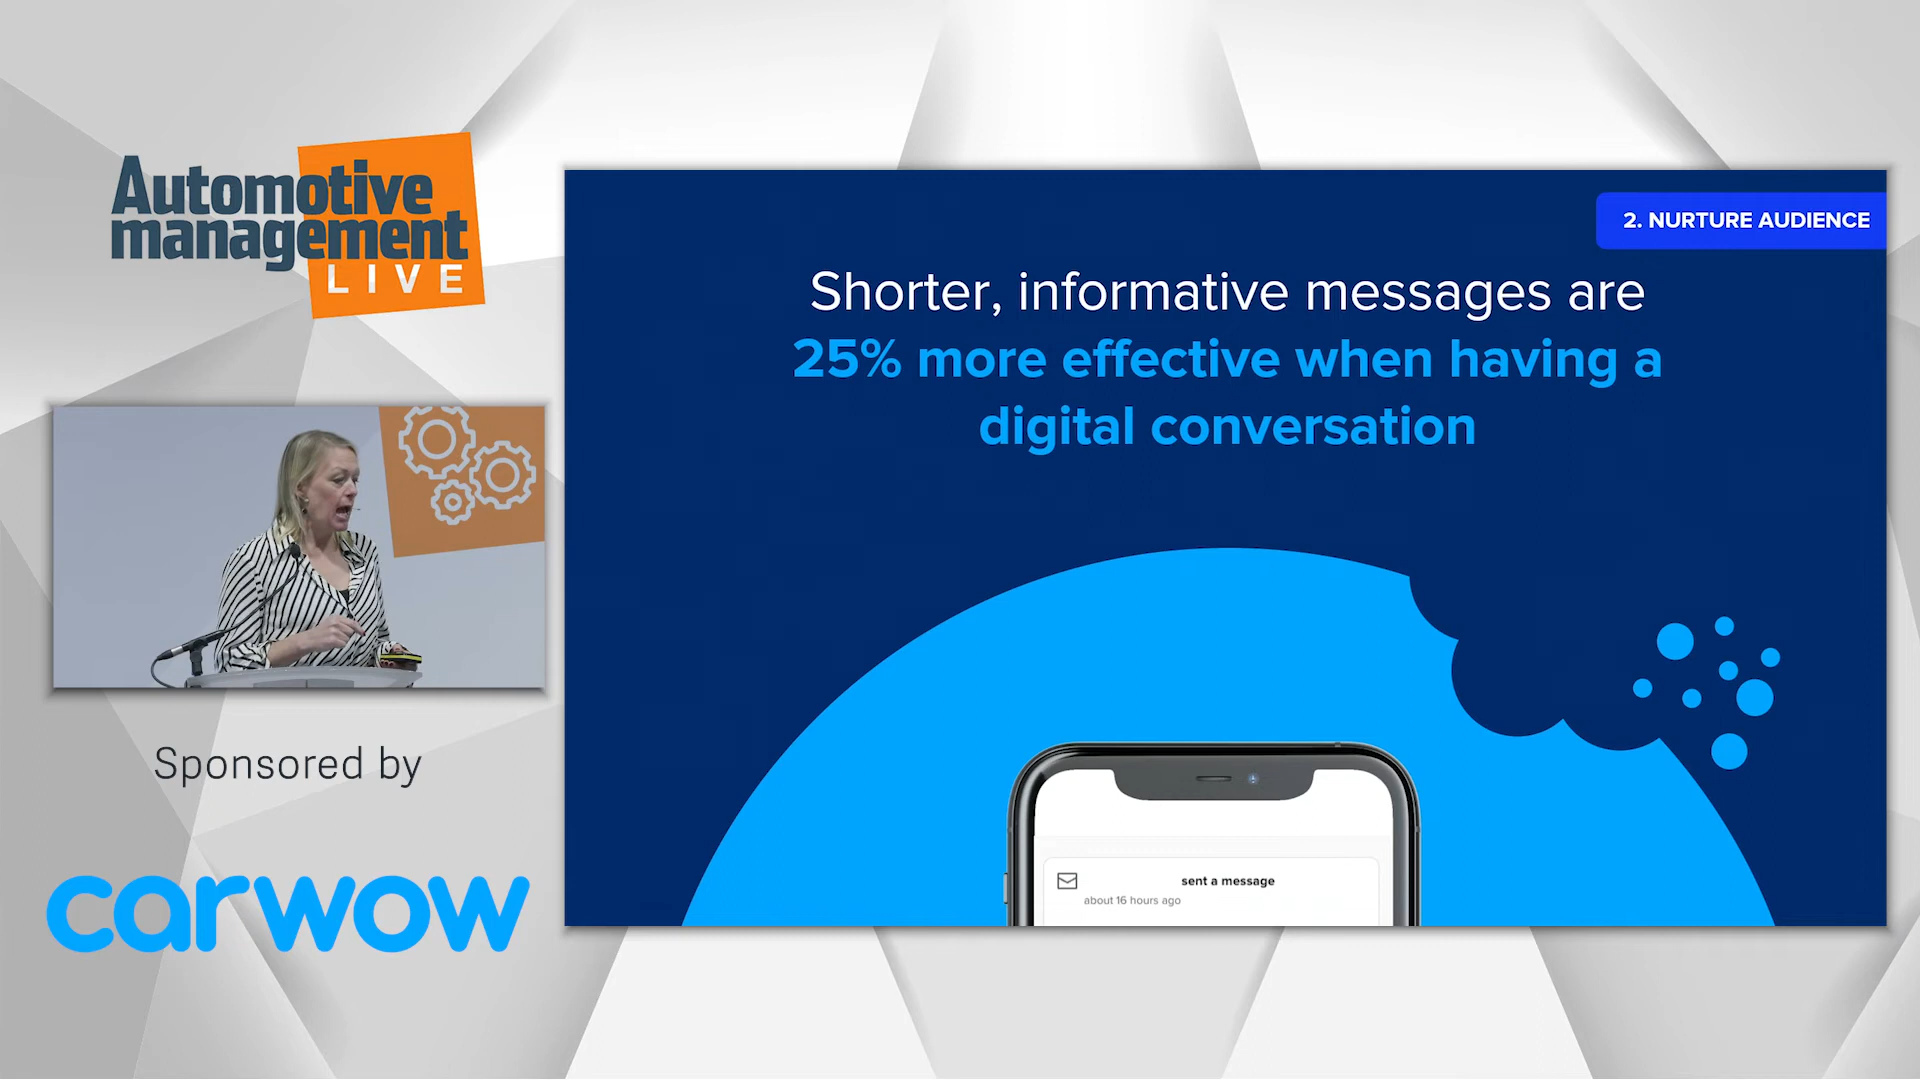 Automotive
management
LIVE
Sponsored by
carwow
2. NURTURE AUDIENCE
Shorter, informative messages are
25% more effective when having a
digital conversation
sent a message
about 16 hours ago